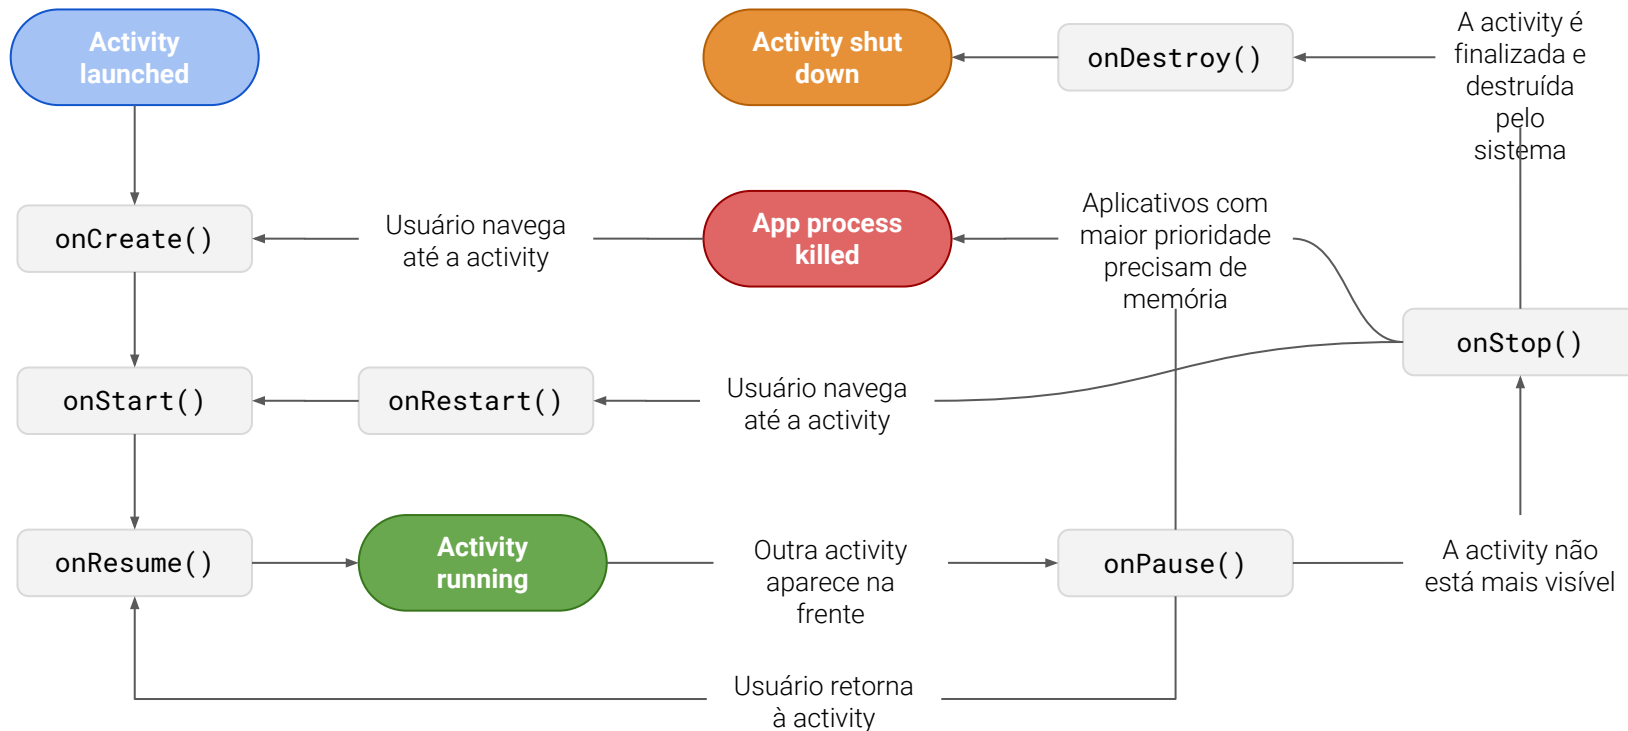 Activity
launched
Activity shut
down
onDestroy()
A activity é
finalizada e
destruída
pelo
sistema
onCreate()
Usuário navega
até a activity
App process
killed
Aplicativos com
maior prioridade
precisam de
memória
onStop()
onStart()
onRestart()
Usuário navega
até a activity
onResume()
Activity
running
Outra activity
aparece na
frente
onPause()
A activity não
está mais visível
Usuário retorna
à activity